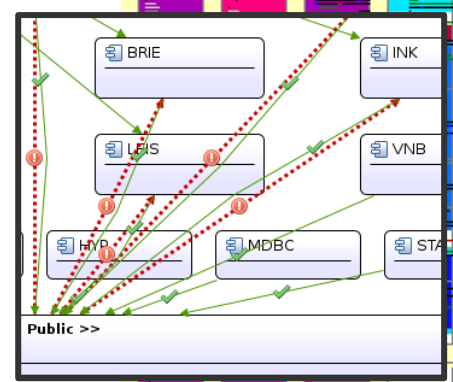 BRIE
INK
LEIS
VNB
HYP
MDBC
STA
Public >>